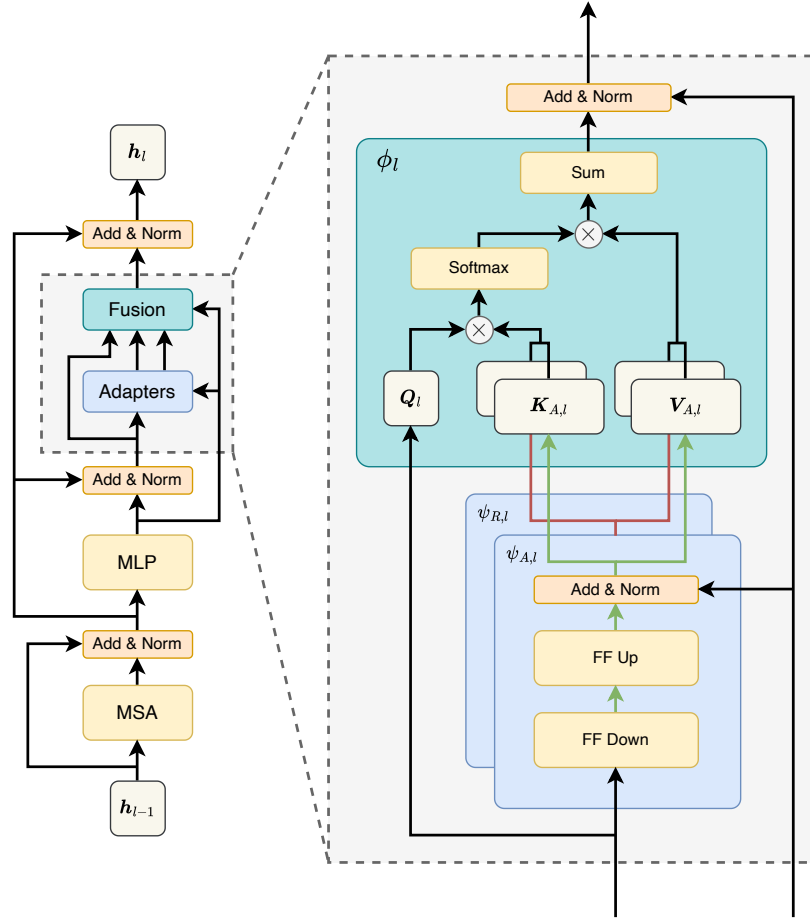 h_l
Add & Norm
Fusion
Adapters
Add & Norm
MLP
Add & Norm
MSA
h_{l-1}
Add & Norm
ϕ_l
Sum
×
Softmax
×
Q_l
K_{A,l}
V_{A,l}
ψ_{R,l}
ψ_{A,l}
Add & Norm
FF Up
FF Down